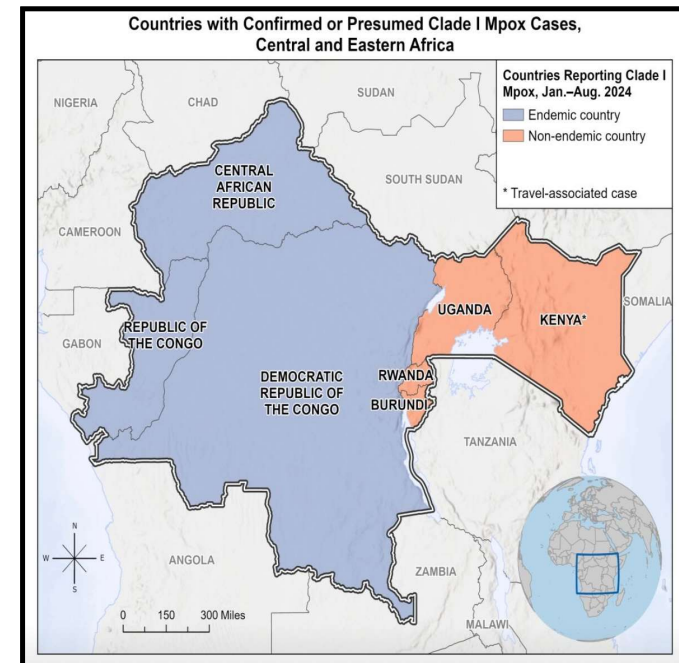 Countries with Confirmed or Presumed Clade I Mpox Cases,
Central and Eastern Africa
Countries Reporting Clade I
Mpox, Jan.–Aug. 2024
Endemic country
Non-endemic country
* Travel-associated case
NIGERIA
CHAD
SUDAN
CENTRAL
AFRICAN
REPUBLIC
SOUTH SUDAN
CAMEROON
SOMALIA
UGANDA
KENYA*
REPUBLIC OF
THE CONGO
GABON
DEMOCRATIC
REPUBLIC OF
THE CONGO
RWANDA
BURUNDI
TANZANIA
ANGOLA
ZAMBIA
MALAWI
N
W
E
S
0 150 300 Miles